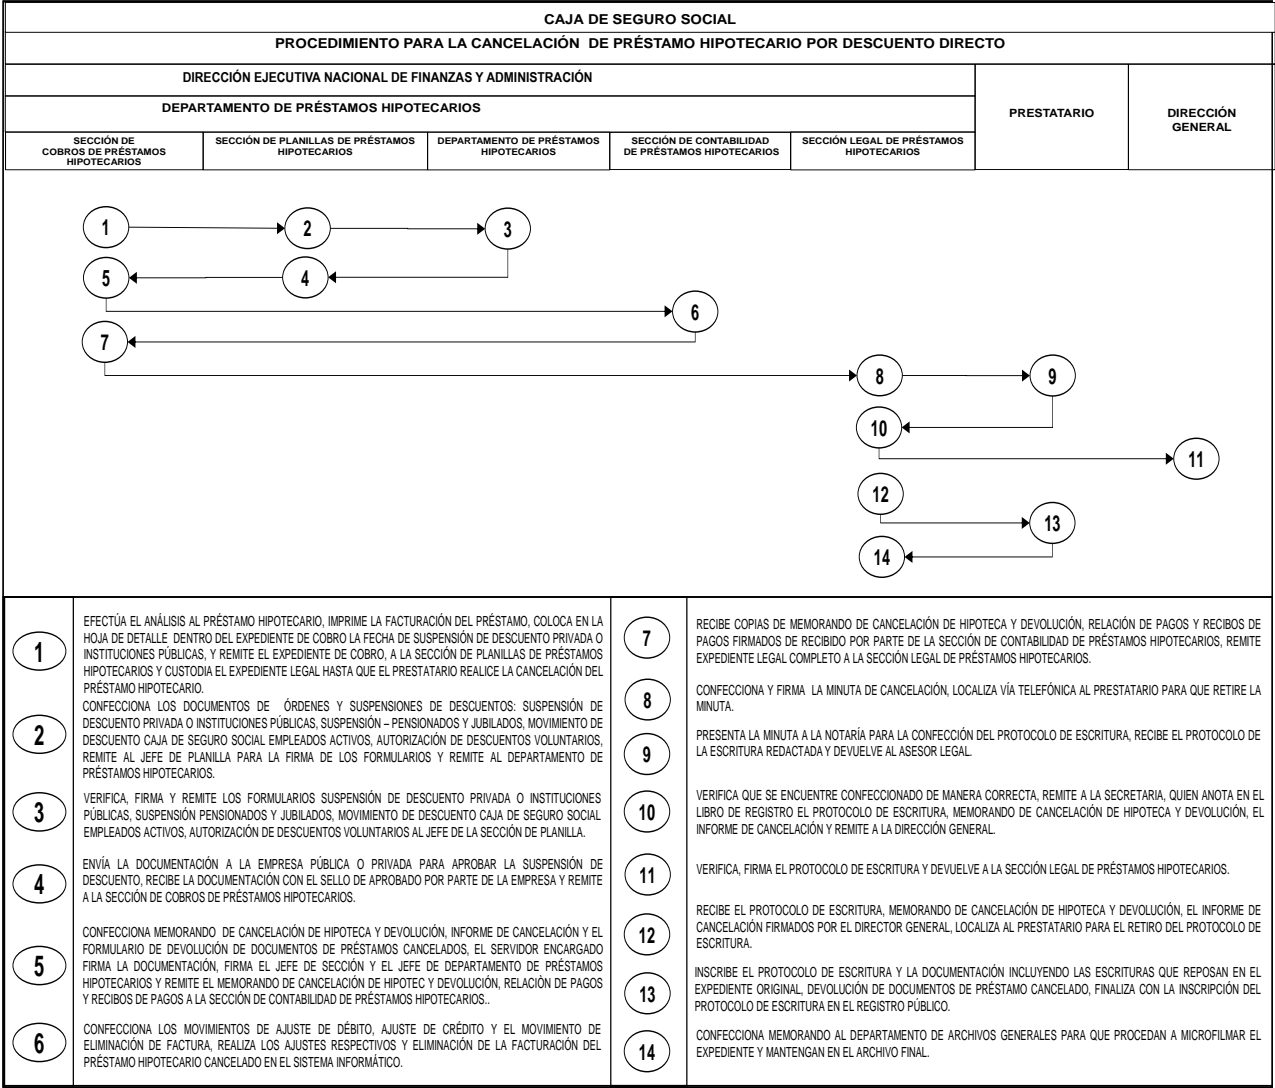 CAJA DE SEGURO SOCIAL
PROCEDIMIENTO PARA LA CANCELACIÓN DE PRÉSTAMO HIPOTECARIO POR DESCUENTO DIRECTO
DIRECCIÓN EJECUTIVA NACIONAL DE FINANZAS Y ADMINISTRACIÓN
DEPARTAMENTO DE PRÉSTAMOS HIPOTECARIOS
PRESTATARIO
DIRECCIÓN
GENERAL
SECCIÓN DE
COBROS DE PRÉSTAMOS
HIPOTECARIOS
SECCIÓN DE PLANILLAS DE PRÉSTAMOS
HIPOTECARIOS
DEPARTAMENTO DE PRÉSTAMOS
HIPOTECARIOS
SECCIÓN DE CONTABILIDAD
DE PRÉSTAMOS HIPOTECARIOS
SECCIÓN LEGAL DE PRÉSTAMOS
HIPOTECARIOS
1
2
3
5
4
6
7
8
9
10
11
12
13
14
1
EFECTÚA EL ANÁLISIS AL PRÉSTAMO HIPOTECARIO, IMPRIME LA FACTURACIÓN DEL PRÉSTAMO, COLOCA EN LA
HOJA DE DETALLE DENTRO DEL EXPEDIENTE DE COBRO LA FECHA DE SUSPENSIÓN DE DESCUENTO PRIVADA O
INSTITUCIONES PÚBLICAS, Y REMITE EL EXPEDIENTE DE COBRO, A LA SECCIÓN DE PLANILLAS DE PRÉSTAMOS
HIPOTECARIOS Y CUSTODIA EL EXPEDIENTE LEGAL HASTA QUE EL PRESTATARIO REALICE LA CANCELACIÓN DEL
PRÉSTAMO HIPOTECARIO.
2
CONFECCIONA LOS DOCUMENTOS DE ÓRDENES Y SUSPENSIONES DE DESCUENTOS: SUSPENSIÓN DE
DESCUENTO PRIVADA O INSTITUCIONES PÚBLICAS, SUSPENSIÓN – PENSIONADOS Y JUBILADOS, MOVIMIENTO DE
DESCUENTO CAJA DE SEGURO SOCIAL EMPLEADOS ACTIVOS, AUTORIZACIÓN DE DESCUENTOS VOLUNTARIOS,
REMITE AL JEFE DE PLANILLA PARA LA FIRMA DE LOS FORMULARIOS Y REMITE AL DEPARTAMENTO DE
PRÉSTAMOS HIPOTECARIOS.
3
VERIFICA, FIRMA Y REMITE LOS FORMULARIOS SUSPENSIÓN DE DESCUENTO PRIVADA O INSTITUCIONES
PÚBLICAS, SUSPENSIÓN PENSIONADOS Y JUBILADOS, MOVIMIENTO DE DESCUENTO CAJA DE SEGURO SOCIAL
EMPLEADOS ACTIVOS, AUTORIZACIÓN DE DESCUENTOS VOLUNTARIOS AL JEFE DE LA SECCIÓN DE PLANILLA.
4
ENVÍA LA DOCUMENTACIÓN A LA EMPRESA PÚBLICA O PRIVADA PARA APROBAR LA SUSPENSIÓN DE
DESCUENTO, RECIBE LA DOCUMENTACIÓN CON EL SELLO DE APROBADO POR PARTE DE LA EMPRESA Y REMITE
A LA SECCIÓN DE COBROS DE PRÉSTAMOS HIPOTECARIOS.
5
CONFECCIONA MEMORANDO DE CANCELACIÓN DE HIPOTECA Y DEVOLUCIÓN, INFORME DE CANCELACIÓN Y EL
FORMULARIO DE DEVOLUCIÓN DE DOCUMENTOS DE PRÉSTAMOS CANCELADOS, EL SERVIDOR ENCARGADO
FIRMA LA DOCUMENTACIÓN, FIRMA EL JEFE DE SECCIÓN Y EL JEFE DE DEPARTAMENTO DE PRÉSTAMOS
HIPOTECARIOS Y REMITE EL MEMORANDO DE CANCELACIÓN DE HIPOTEC Y DEVOLUCIÓN, RELACIÒN DE PAGOS
Y RECIBOS DE PAGOS A LA SECCIÓN DE CONTABILIDAD DE PRÉSTAMOS HIPOTECARIOS..
6
CONFECCIONA LOS MOVIMIENTOS DE AJUSTE DE DÉBITO, AJUSTE DE CRÉDITO Y EL MOVIMIENTO DE
ELIMINACIÓN DE FACTURA, REALIZA LOS AJUSTES RESPECTIVOS Y ELIMINACIÓN DE LA FACTURACIÓN DEL
PRÉSTAMO HIPOTECARIO CANCELADO EN EL SISTEMA INFORMÁTICO.
7
RECIBE COPIAS DE MEMORANDO DE CANCELACIÓN DE HIPOTECA Y DEVOLUCIÓN, RELACIÓN DE PAGOS Y RECIBOS DE
PAGOS FIRMADOS DE RECIBIDO POR PARTE DE LA SECCIÓN DE CONTABILIDAD DE PRÉSTAMOS HIPOTECARIOS, REMITE
EXPEDIENTE LEGAL COMPLETO A LA SECCIÓN LEGAL DE PRÉSTAMOS HIPOTECARIOS.
8
CONFECCIONA Y FIRMA LA MINUTA DE CANCELACIÓN, LOCALIZA VÍA TELEFÓNICA AL PRESTATARIO PARA QUE RETIRE LA
MINUTA.
9
PRESENTA LA MINUTA A LA NOTARÍA PARA LA CONFECCIÓN DEL PROTOCOLO DE ESCRITURA, RECIBE EL PROTOCOLO DE
LA ESCRITURA REDACTADA Y DEVUELVE AL ASESOR LEGAL.
10
VERIFICA QUE SE ENCUENTRE CONFECCIONADO DE MANERA CORRECTA, REMITE A LA SECRETARIA, QUIEN ANOTA EN EL
LIBRO DE REGISTRO EL PROTOCOLO DE ESCRITURA, MEMORANDO DE CANCELACIÓN DE HIPOTECA Y DEVOLUCIÓN, EL
INFORME DE CANCELACIÓN Y REMITE A LA DIRECCIÓN GENERAL.
11
VERIFICA, FIRMA EL PROTOCOLO DE ESCRITURA Y DEVUELVE A LA SECCIÓN LEGAL DE PRÉSTAMOS HIPOTECARIOS.
12
RECIBE EL PROTOCOLO DE ESCRITURA, MEMORANDO DE CANCELACIÓN DE HIPOTECA Y DEVOLUCIÓN, EL INFORME DE
CANCELACIÓN FIRMADOS POR EL DIRECTOR GENERAL, LOCALIZA AL PRESTATARIO PARA EL RETIRO DEL PROTOCOLO DE
ESCRITURA.
13
INSCRIBE EL PROTOCOLO DE ESCRITURA Y LA DOCUMENTACIÓN INCLUYENDO LAS ESCRITURAS QUE REPOSAN EN EL
EXPEDIENTE ORIGINAL, DEVOLUCIÓN DE DOCUMENTOS DE PRÉSTAMO CANCELADO, FINALIZA CON LA INSCRIPCIÓN DEL
PROTOCOLO DE ESCRITURA EN EL REGISTRO PÚBLICO.
14
CONFECCIONA MEMORANDO AL DEPARTAMENTO DE ARCHIVOS GENERALES PARA QUE PROCEDAN A MICROFILMAR EL
EXPEDIENTE Y MANTENGAN EN EL ARCHIVO FINAL.